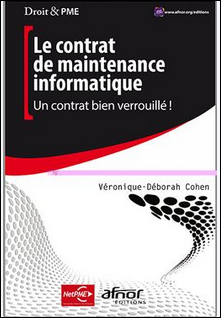 Droit & PME
www.afnor.org/editions
Le contrat
de maintenance
informatique
Un contrat bien verrouillé !
Véronique-Déborah Cohen
NetPME
afnor
ÉDITIONS